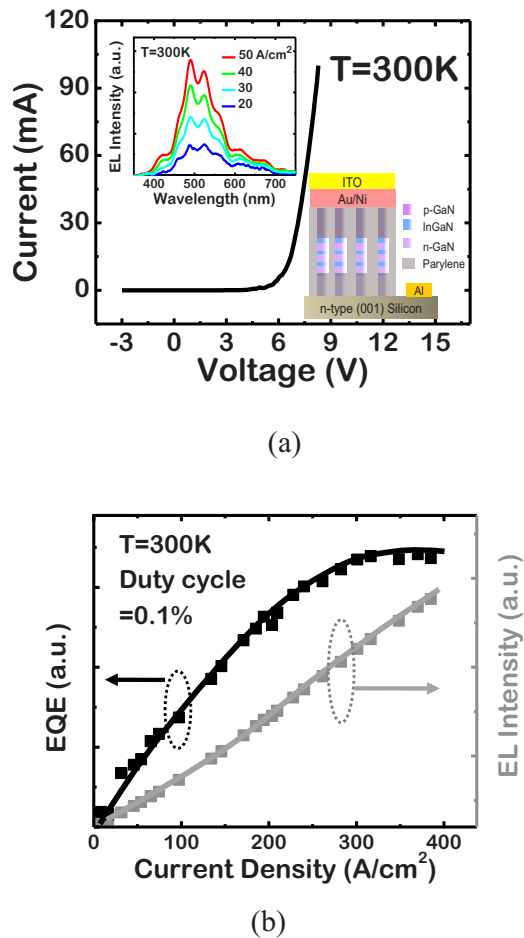 120
90
60
30
0
Current (mA)
-3 0 3 6 9 12 15
Voltage (V)
T=300K
EL Intensity (a.u.)
T=300K
50 A/cm²
40
30
20
400 500 600 700
Wavelength (nm)
ITO
Au/Ni
p-GaN
InGaN
n-GaN
Parylene
Al
n-type (001) Silicon
(a)
T=300K
Duty cycle
=0.1%
EQE (a.u.)
EL Intensity (a.u.)
0 100 200 300 400
Current Density (A/cm²)
(b)